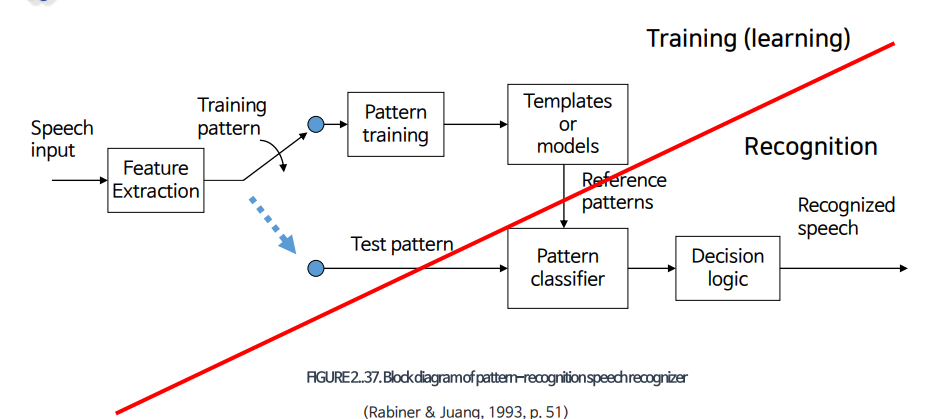 Training (learning)
Training
pattern
Speech
input
Feature
Extraction
Pattern
training
Templates
or
models
Recognition
Reference
patterns
Recognized
speech
Test pattern
Pattern
classifier
Decision
logic
FIGURE 2..37. Block diagram of pattern-recognition speech recognizer
(Rabiner & Juang, 1993, p. 51)